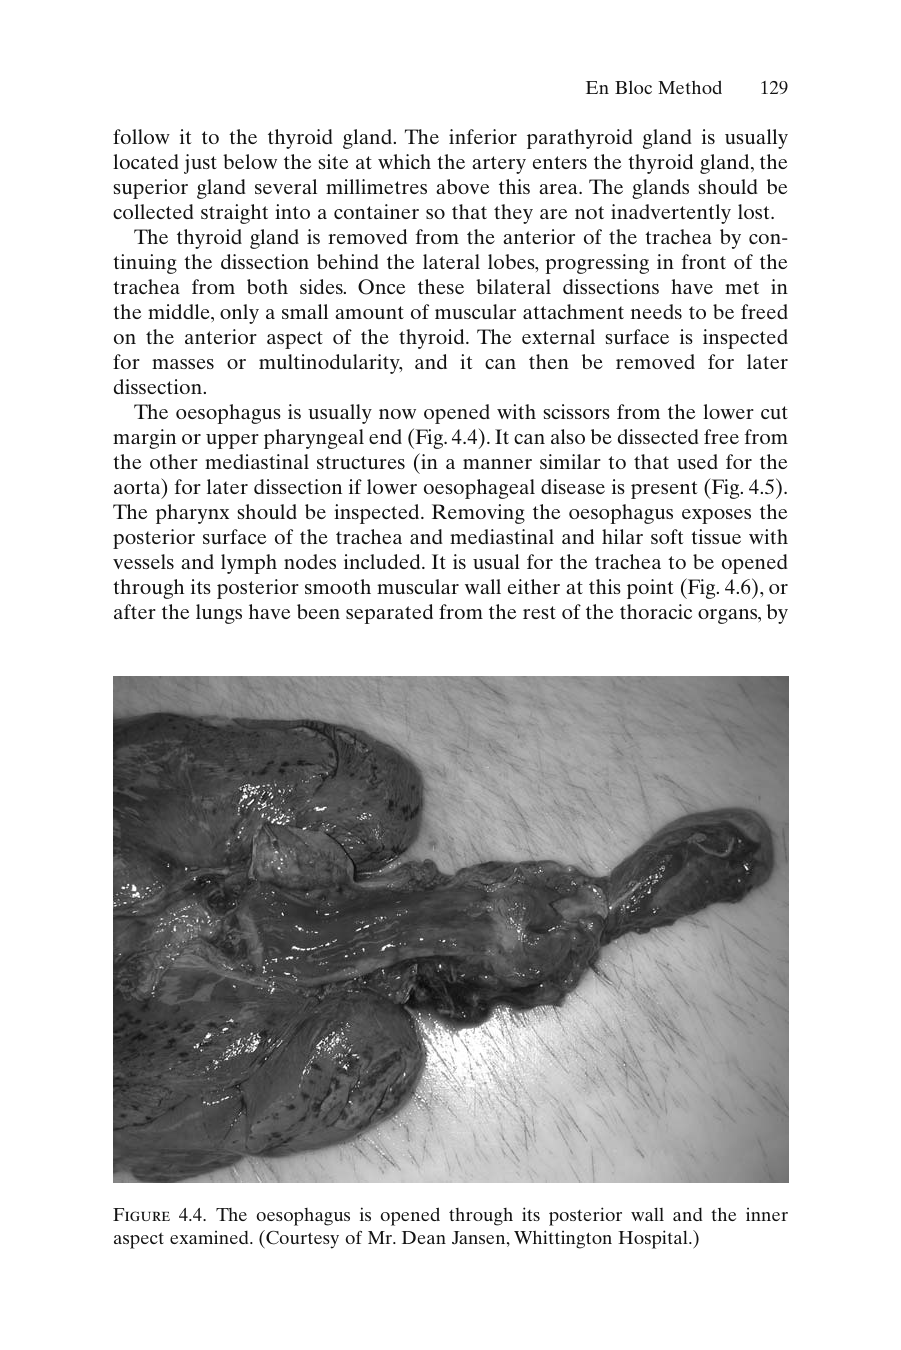 En Bloc Method 129
follow it to the thyroid gland. The inferior parathyroid gland is usually
located just below the site at which the artery enters the thyroid gland, the
superior gland several millimetres above this area. The glands should be
collected straight into a container so that they are not inadvertently lost.
The thyroid gland is removed from the anterior of the trachea by con-
tinuing the dissection behind the lateral lobes, progressing in front of the
trachea from both sides. Once these bilateral dissections have met in
the middle, only a small amount of muscular attachment needs to be freed
on the anterior aspect of the thyroid. The external surface is inspected
for masses or multinodularity, and it can then be removed for later
dissection.
The oesophagus is usually now opened with scissors from the lower cut
margin or upper pharyngeal end (Fig. 4.4). It can also be dissected free from
the other mediastinal structures (in a manner similar to that used for the
aorta) for later dissection if lower oesophageal disease is present (Fig. 4.5).
The pharynx should be inspected. Removing the oesophagus exposes the
posterior surface of the trachea and mediastinal and hilar soft tissue with
vessels and lymph nodes included. It is usual for the trachea to be opened
through its posterior smooth muscular wall either at this point (Fig. 4.6), or
after the lungs have been separated from the rest of the thoracic organs, by
FIGURE 4.4. The oesophagus is opened through its posterior wall and the inner
aspect examined. (Courtesy of Mr. Dean Jansen, Whittington Hospital.)